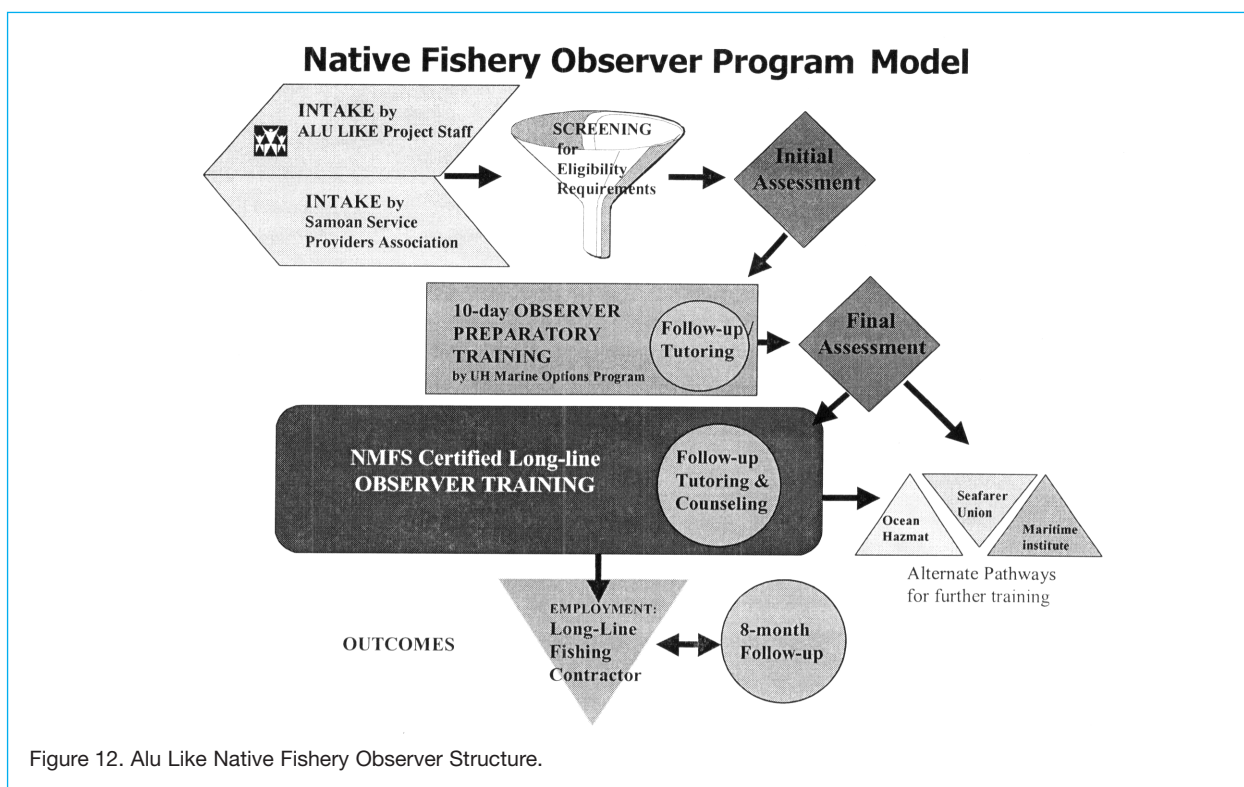 Native Fishery Observer Program Model
INTAKE by
ALU LIKE Project Staff
INTAKE by
Samoan Service
Providers Association
SCREENING
for
Eligibility
Requirements
Initial
Assessment
10-day OBSERVER
PREPARATORY
TRAINING
by UH Marine Options Program
Follow-up
Tutoring
Final
Assessment
NMFS Certified Long-line
OBSERVER TRAINING
Follow-up
Tutoring &
Counseling
Ocean
Hazmat
Seafarer
Union
Maritime
institute
Alternate Pathways
for further training
OUTCOMES
EMPLOYMENT:
Long-Line
Fishing
Contractor
8-month
Follow-up
Figure 12. Alu Like Native Fishery Observer Structure.